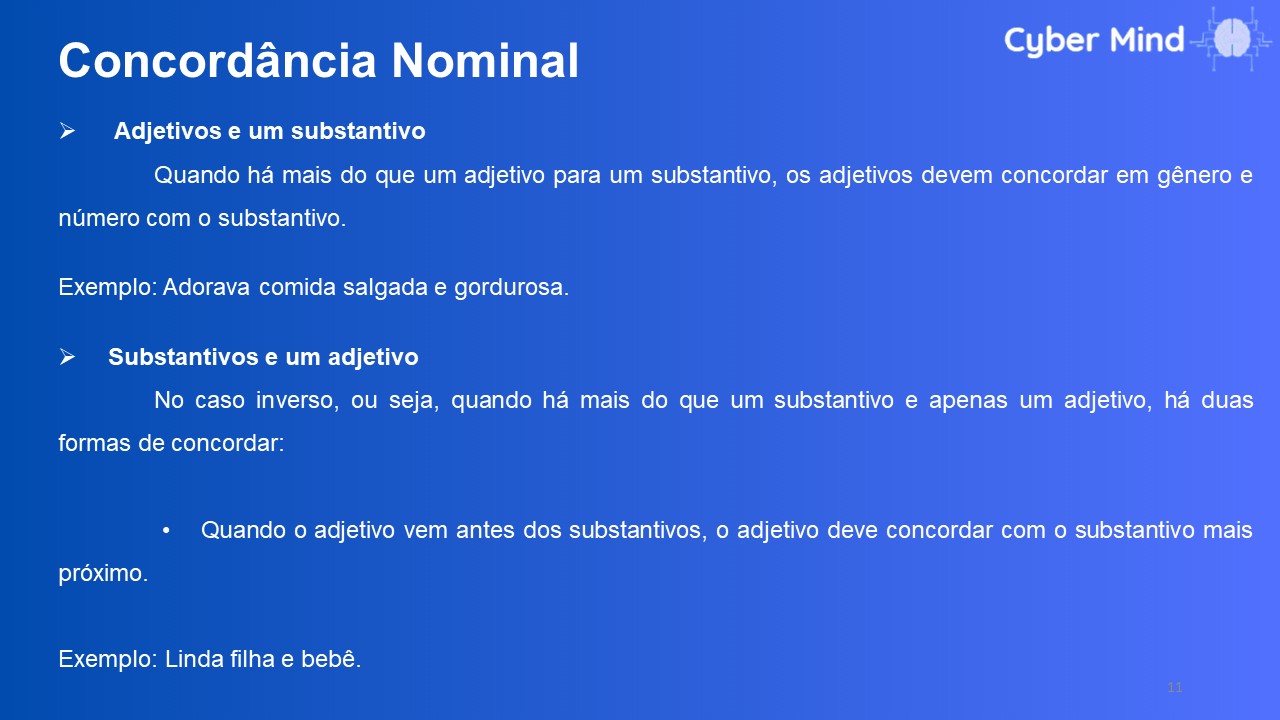 Concordância Nominal
Cyber Mind
➢ Adjetivos e um substantivo
Quando há mais do que um adjetivo para um substantivo, os adjetivos devem concordar em gênero e
número com o substantivo.
Exemplo: Adorava comida salgada e gordurosa.
➢ Substantivos e um adjetivo
No caso inverso, ou seja, quando há mais do que um substantivo e apenas um adjetivo, há duas
formas de concordar:
• Quando o adjetivo vem antes dos substantivos, o adjetivo deve concordar com o substantivo mais
próximo.
Exemplo: Linda filha e bebê.
11